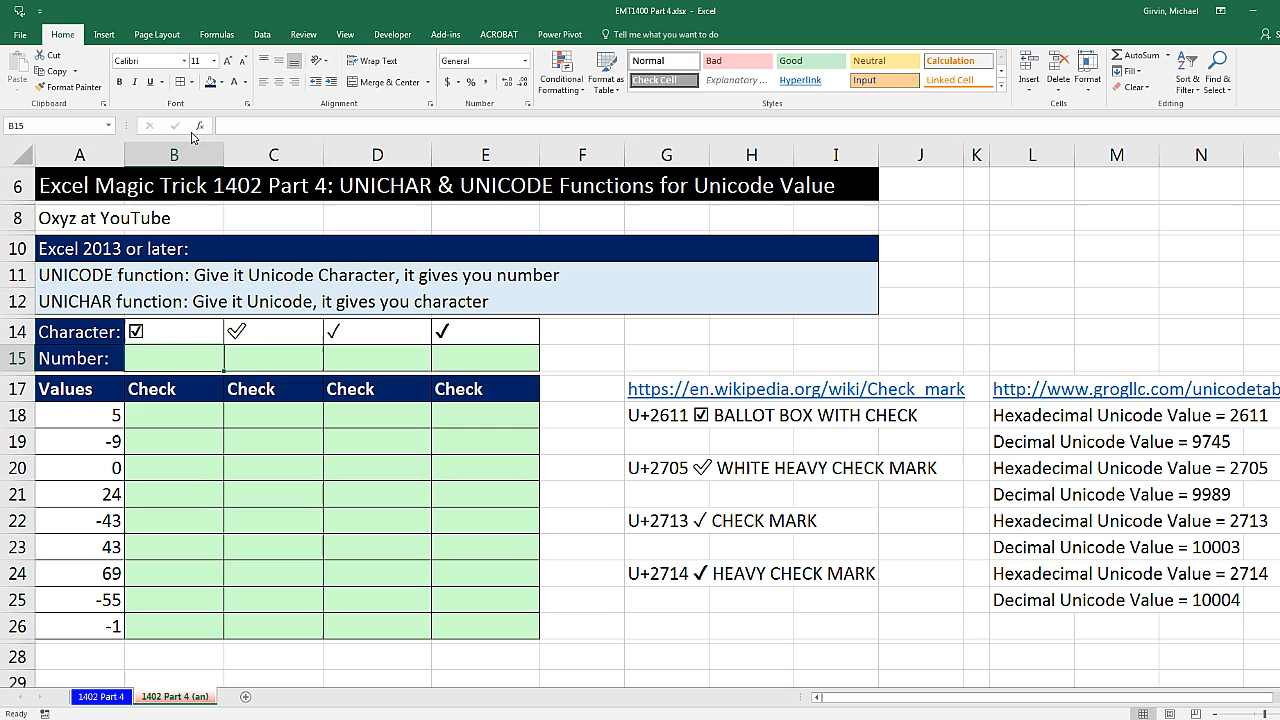 EMT1400 Part 4.xlsx - Excel
Girvin, Michael
File Home Insert Page Layout Formulas Data Review View Developer Add-ins ACROBAT Power Pivot Tell me what you want to do
Paste Cut Copy Format Painter Clipboard
Calibri 11 B I U A A A Font
Wrap Text Merge & Center Alignment
General $ % , Number
Conditional Formatting Format as Table
Normal Bad Good Neutral Calculation
Check Cell Explanatory ... Hyperlink Input Linked Cell
Styles
Insert Delete Format Cells
AutoSum Fill Clear Sort & Filter Find & Select Editing
B15 fx
A B C D E F G H I J K L M N
6 Excel Magic Trick 1402 Part 4: UNICHAR & UNICODE Functions for Unicode Value
8 Oxyz at YouTube
10 Excel 2013 or later:
11 UNICODE function: Give it Unicode Character, it gives you number
12 UNICHAR function: Give it Unicode, it gives you character
14 Character: ☑ ✅ ✓ ✔
15 Number:
17 Values Check Check Check Check https://en.wikipedia.org/wiki/Check_mark http://www.grogllc.com/unicodetab
18 5 U+2611 ☑ BALLOT BOX WITH CHECK Hexadecimal Unicode Value = 2611
19 -9 Decimal Unicode Value = 9745
20 0 U+2705 ✅ WHITE HEAVY CHECK MARK Hexadecimal Unicode Value = 2705
21 24 Decimal Unicode Value = 9989
22 -43 U+2713 ✓ CHECK MARK Hexadecimal Unicode Value = 2713
23 43 Decimal Unicode Value = 10003
24 69 U+2714 ✔ HEAVY CHECK MARK Hexadecimal Unicode Value = 2714
25 -55 Decimal Unicode Value = 10004
26 -1
28
29
1402 Part 4 1402 Part 4 (an)
Ready